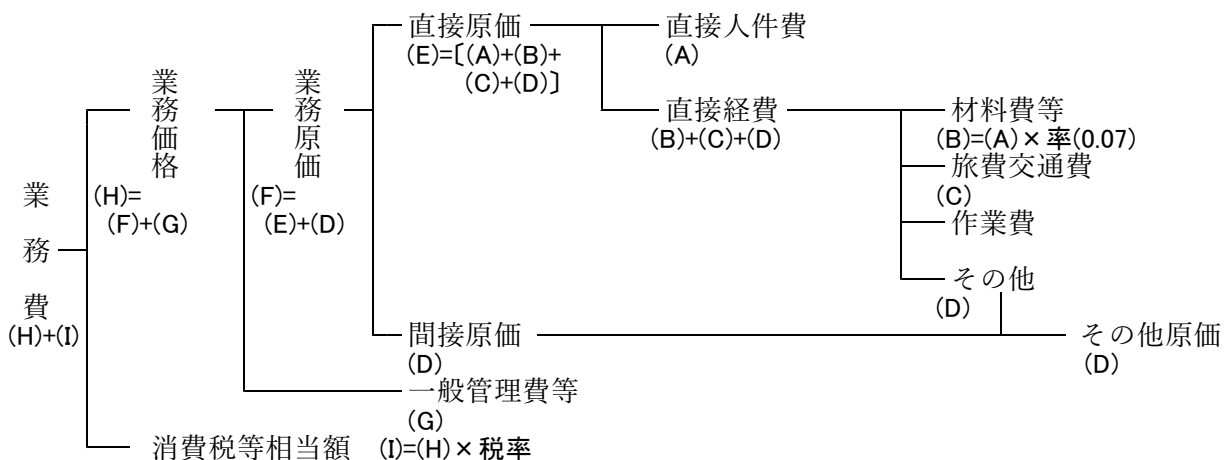 直接原価
(E)=〔(A)+(B)+
(C)+(D)〕
直接人件費
(A)
業務価格
(H)=
(F)+(G)
業務原価
(F)=
(E)+(D)
直接経費
(B)+(C)+(D)
材料費等
(B)=(A)×率(0.07)
旅費交通費
(C)
作業費
その他
(D)
業務費
(H)+(I)
間接原価
(D)
その他原価
(D)
一般管理費等
(G)
消費税等相当額 (I)=(H)×税率